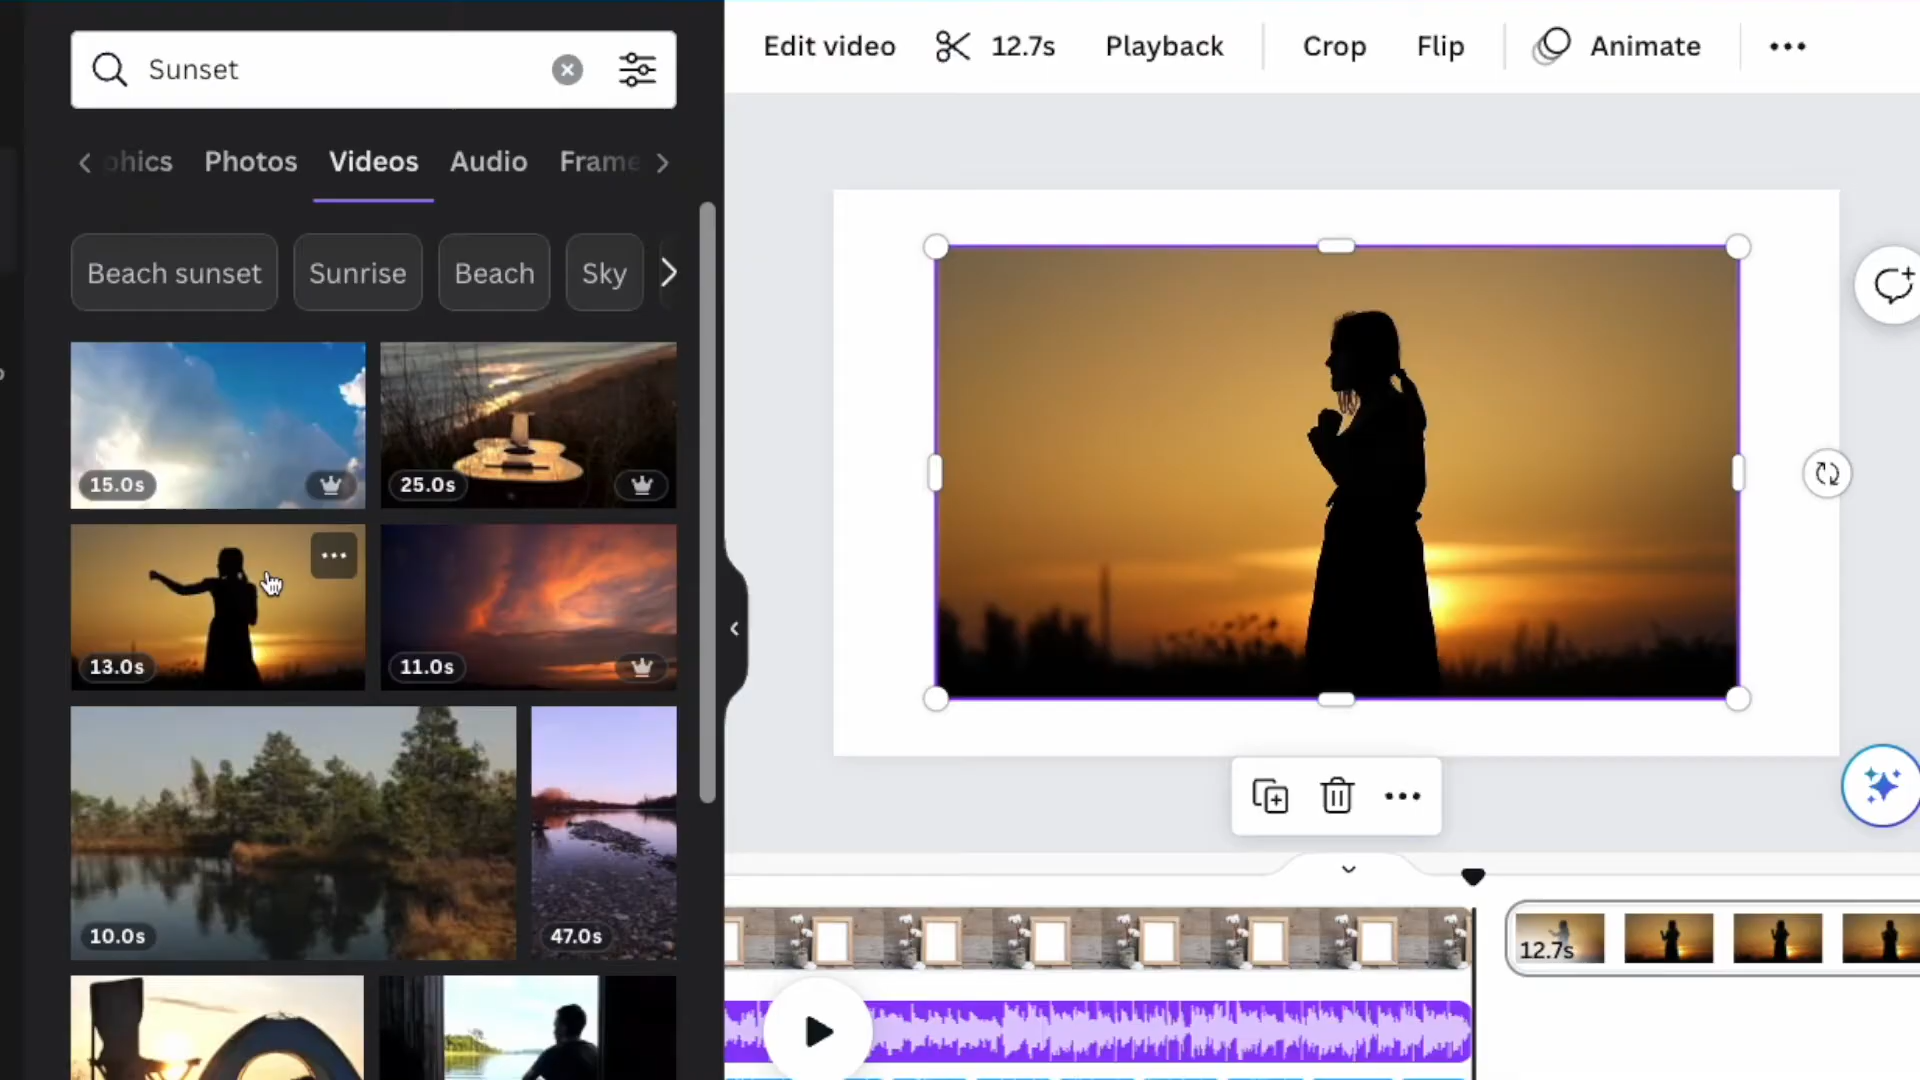 Sunset
Edit video 12.7s Playback Crop Flip Animate
Photos Videos Audio Frame
Beach sunset Sunrise Beach Sky
15.0s 25.0s
13.0s 11.0s
10.0s 47.0s
12.7s